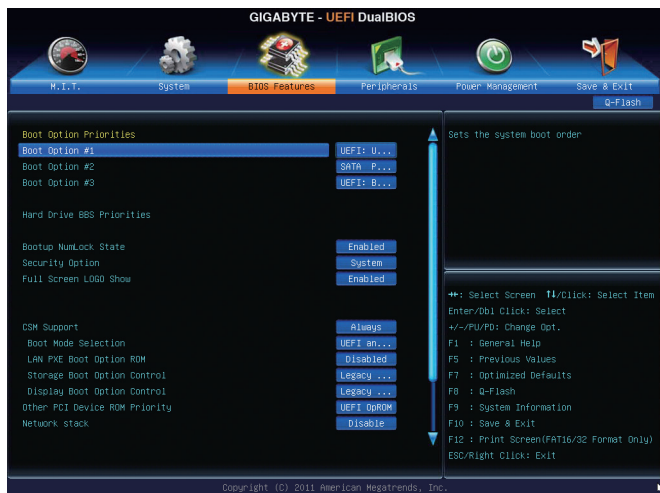 GIGABYTE - UEFI DualBIOS
M.I.T. System BIOS Features Peripherals Power Management Save & Exit
Q-Flash
Boot Option Priorities
Boot Option #1 UEFI: U...
Boot Option #2 SATA P...
Boot Option #3 UEFI: B...
Hard Drive BBS Priorities
Bootup NumLock State Enabled
Security Option System
Full Screen LOGO Show Enabled
CSM Support Always
Boot Mode Selection UEFI an...
LAN PXE Boot Option ROM Disabled
Storage Boot Option Control Legacy ...
Display Boot Option Control Legacy ...
Other PCI Device ROM Priority UEFI OpROM
Network stack Disable
Sets the system boot order
→←: Select Screen ↑↓/Click: Select Item
Enter/Dbl Click: Select
+/-/PU/PD: Change Opt.
F1 : General Help
F5 : Previous Values
F7 : Optimized Defaults
F8 : Q-Flash
F9 : System Information
F10 : Save & Exit
F12 : Print Screen(FAT16/32 Format Only)
ESC/Right Click: Exit
Copyright (C) 2011 American Megatrends, Inc.